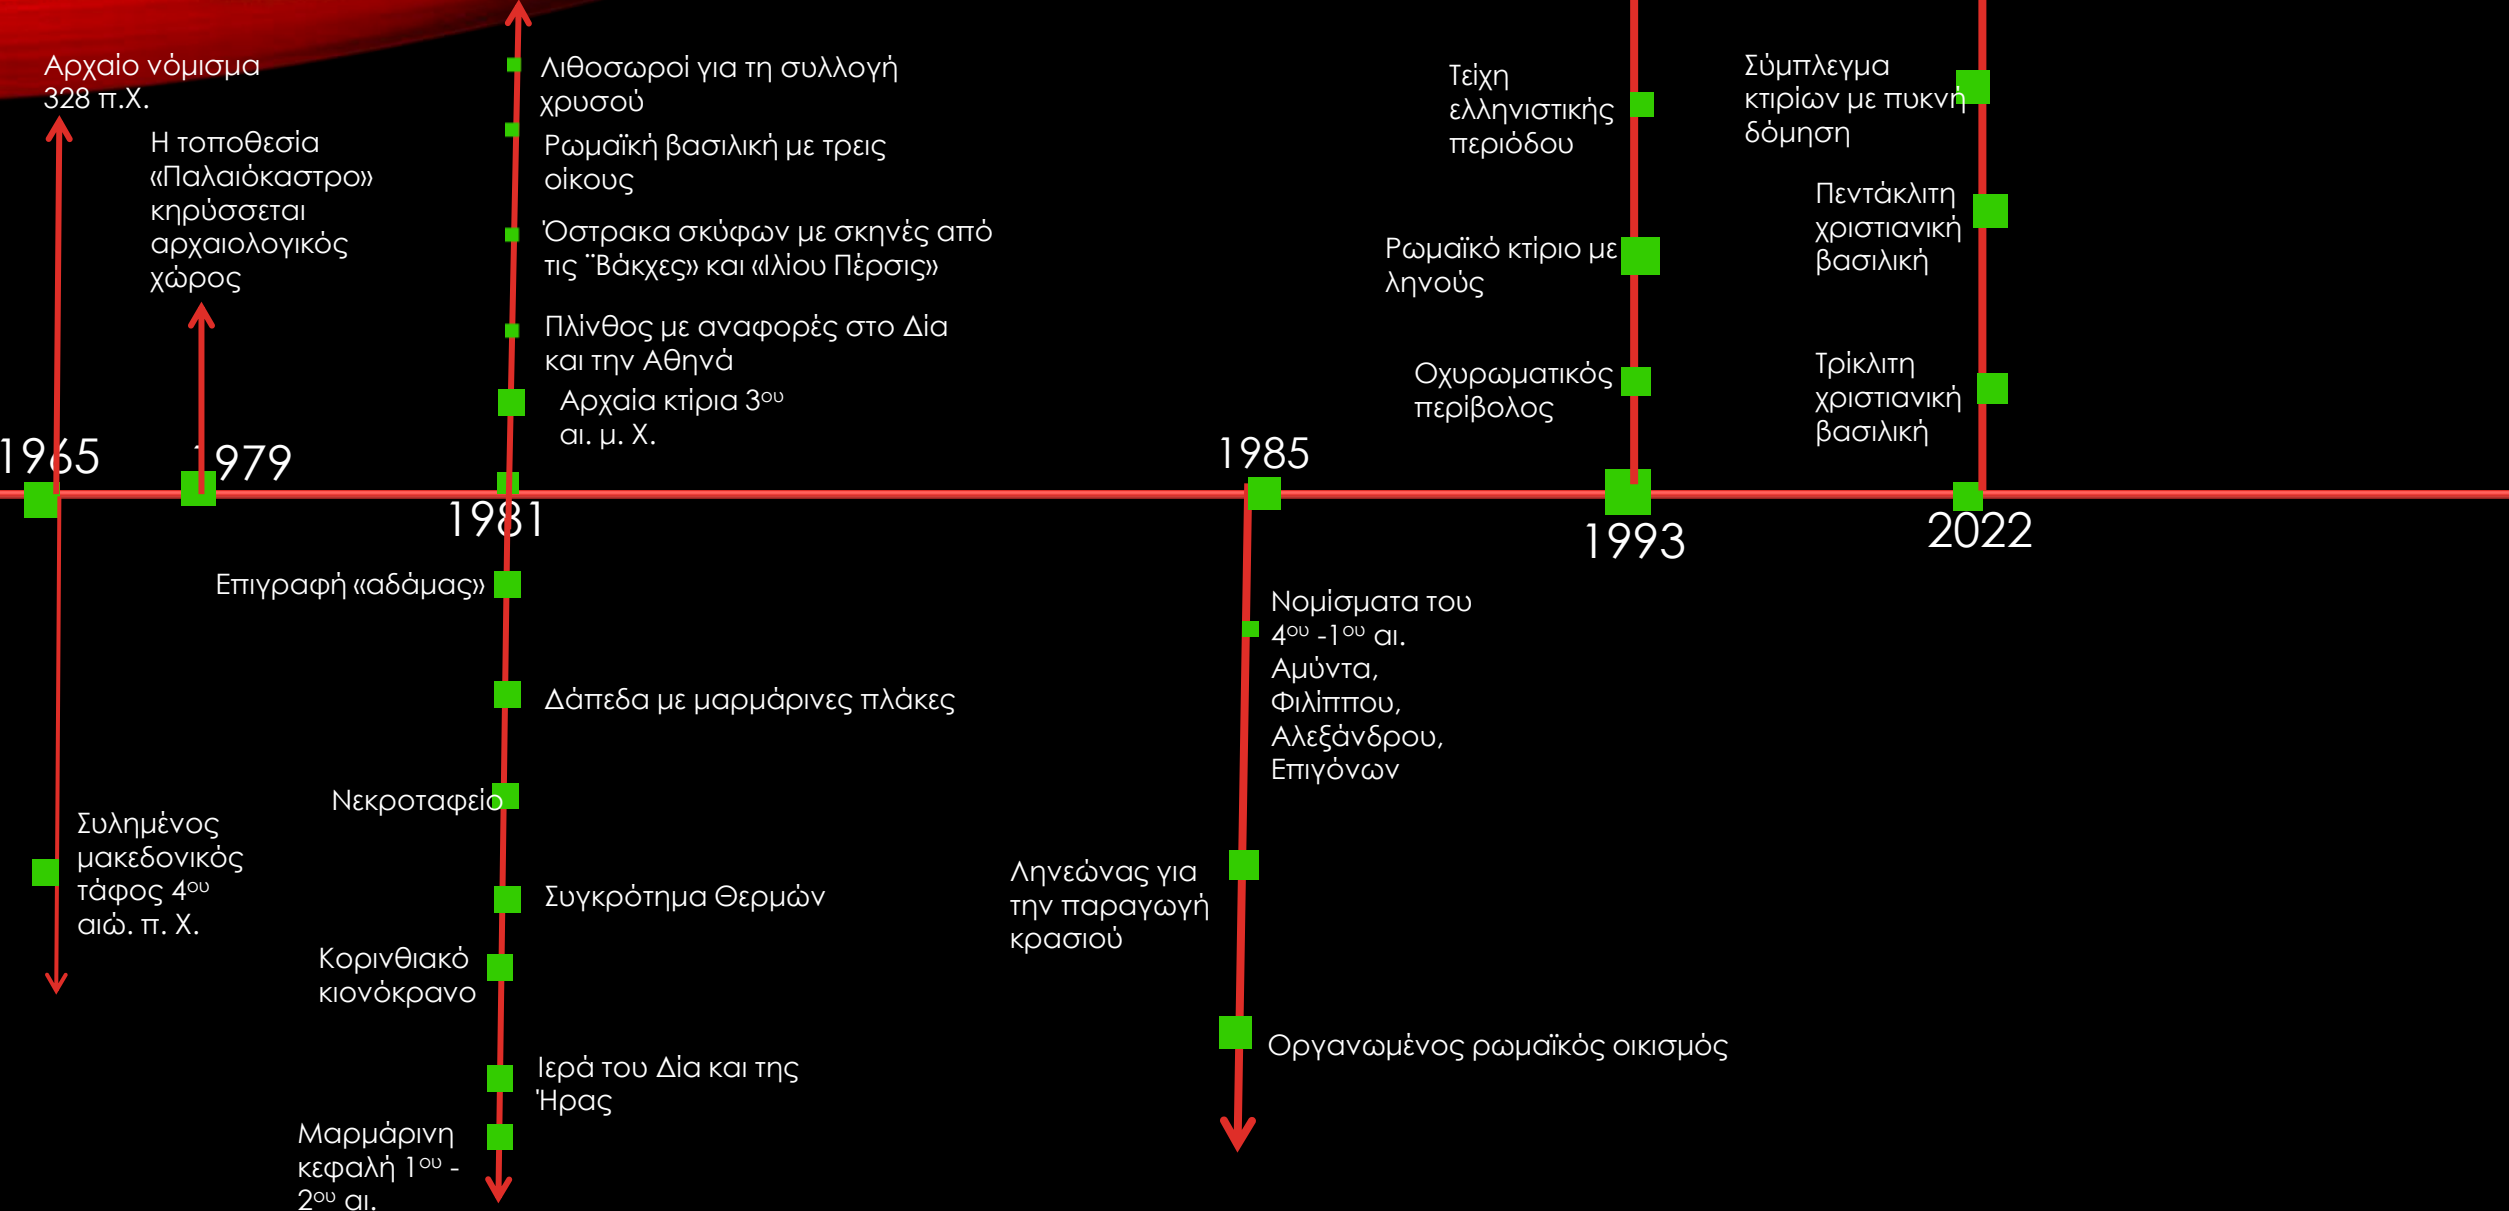 Αρχαίο νόμισμα
328 π.Χ.
Η τοποθεσία
«Παλαιόκαστρο»
κηρύσσεται
αρχαιολογικός
χώρος
1965
1979
Συλημένος
μακεδονικός
τάφος 4ου
αιώ. π. Χ.
Λιθοσωροί για τη συλλογή
χρυσού
Ρωμαϊκή βασιλική με τρεις
οίκους
Όστρακα σκύφων με σκηνές από
τις ¨Βάκχες» και «Ιλίου Πέρσις»
Πλίνθος με αναφορές στο Δία
και την Αθηνά
Αρχαία κτίρια 3ου
αι. μ. Χ.
1981
Επιγραφή «αδάμας»
Δάπεδα με μαρμάρινες πλάκες
Νεκροταφείο
Συγκρότημα Θερμών
Κορινθιακό
κιονόκρανο
Ιερά του Δία και της
Ήρας
Μαρμάρινη
κεφαλή 1ου -
2ου αι.
1985
Νομίσματα του
4ου -1ου αι.
Αμύντα,
Φιλίππου,
Αλεξάνδρου,
Επιγόνων
Ληνεώνας για
την παραγωγή
κρασιού
Οργανωμένος ρωμαϊκός οικισμός
Τείχη
ελληνιστικής
περιόδου
Ρωμαϊκό κτίριο με
ληνούς
Οχυρωματικός
περίβολος
1993
Σύμπλεγμα
κτιρίων με πυκνή
δόμηση
Πεντάκλιτη
χριστιανική
βασιλική
Τρίκλιτη
χριστιανική
βασιλική
2022